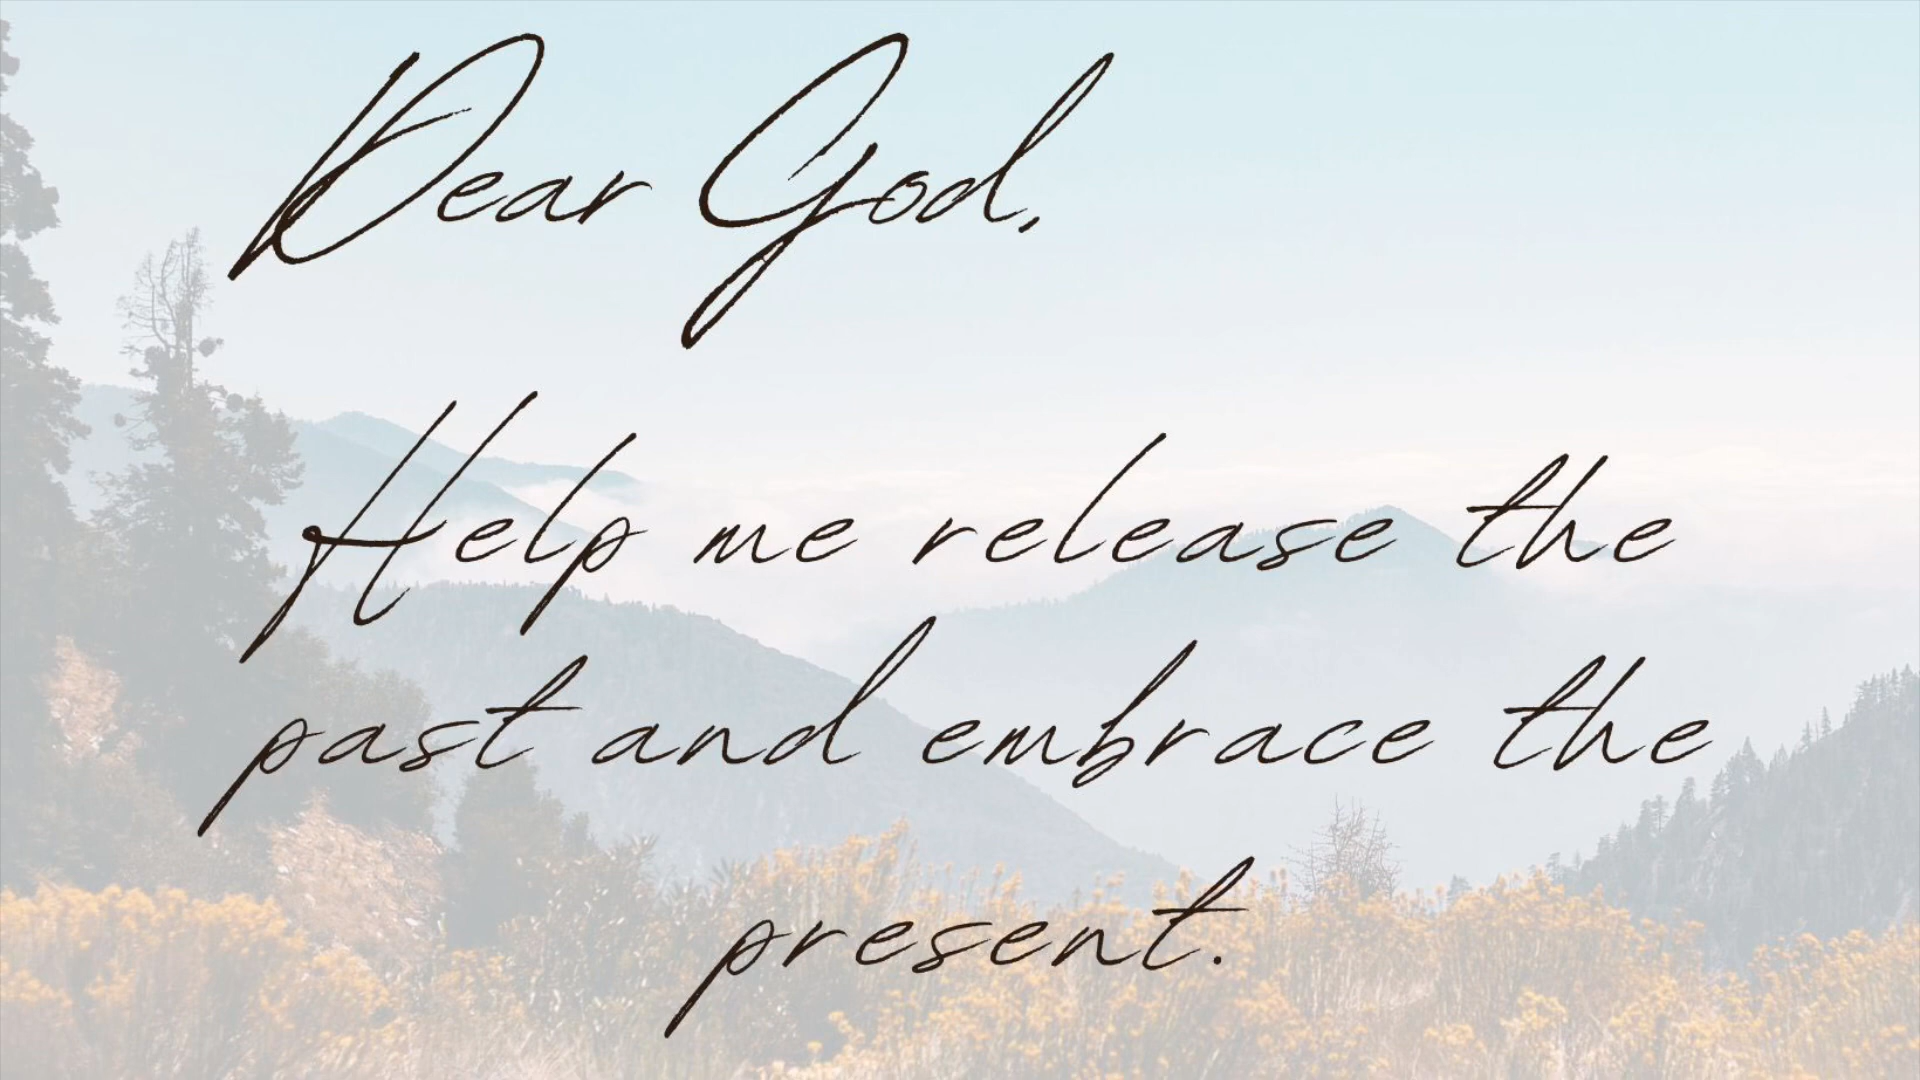 Dear God,
Help me release the
past and embrace the
present.